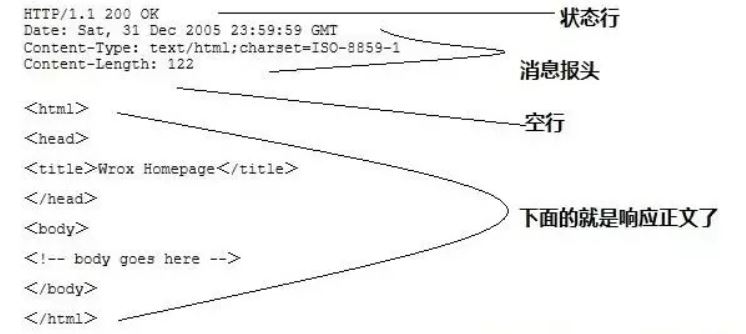 HTTP/1.1 200 OK 状态行
Date: Sat, 31 Dec 2005 23:59:59 GMT
Content-Type: text/html;charset=ISO-8859-1
Content-Length: 122
消息报头
空行
<html>
<head>
<title>Wrox Homepage</title>
</head>
<body>
下面的就是响应正文了
<!-- body goes here -->
</body>
</html>